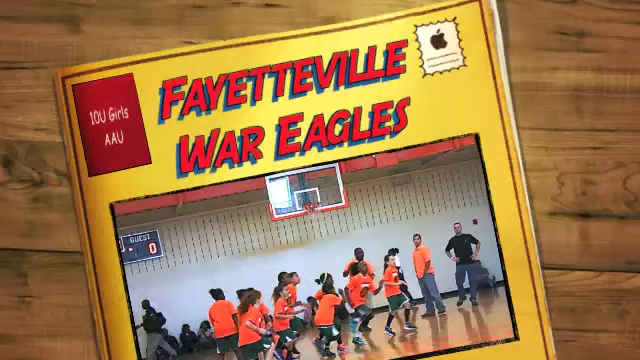 10U Girls
AAU
FAYETTEVILLE
WAR EAGLES
GUEST
0